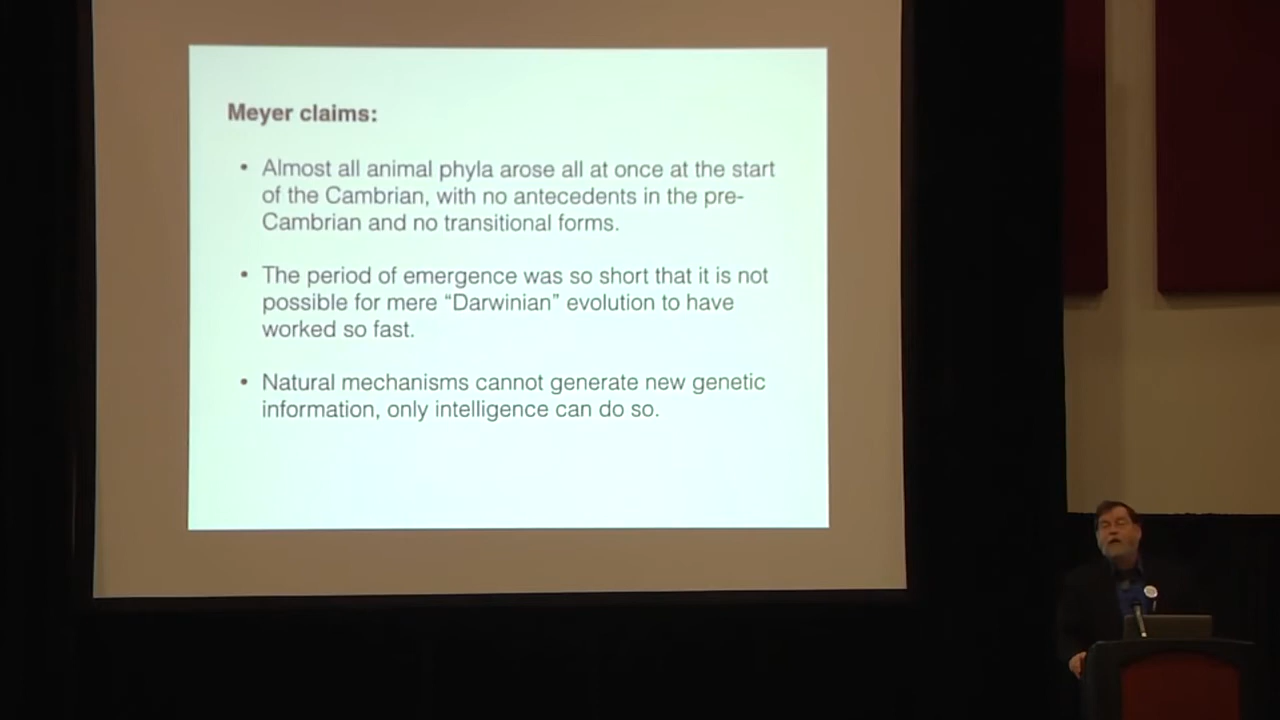 Meyer claims:
• Almost all animal phyla arose all at once at the start
of the Cambrian, with no antecedents in the pre-
Cambrian and no transitional forms.
• The period of emergence was so short that it is not
possible for mere “Darwinian” evolution to have
worked so fast.
• Natural mechanisms cannot generate new genetic
information, only intelligence can do so.